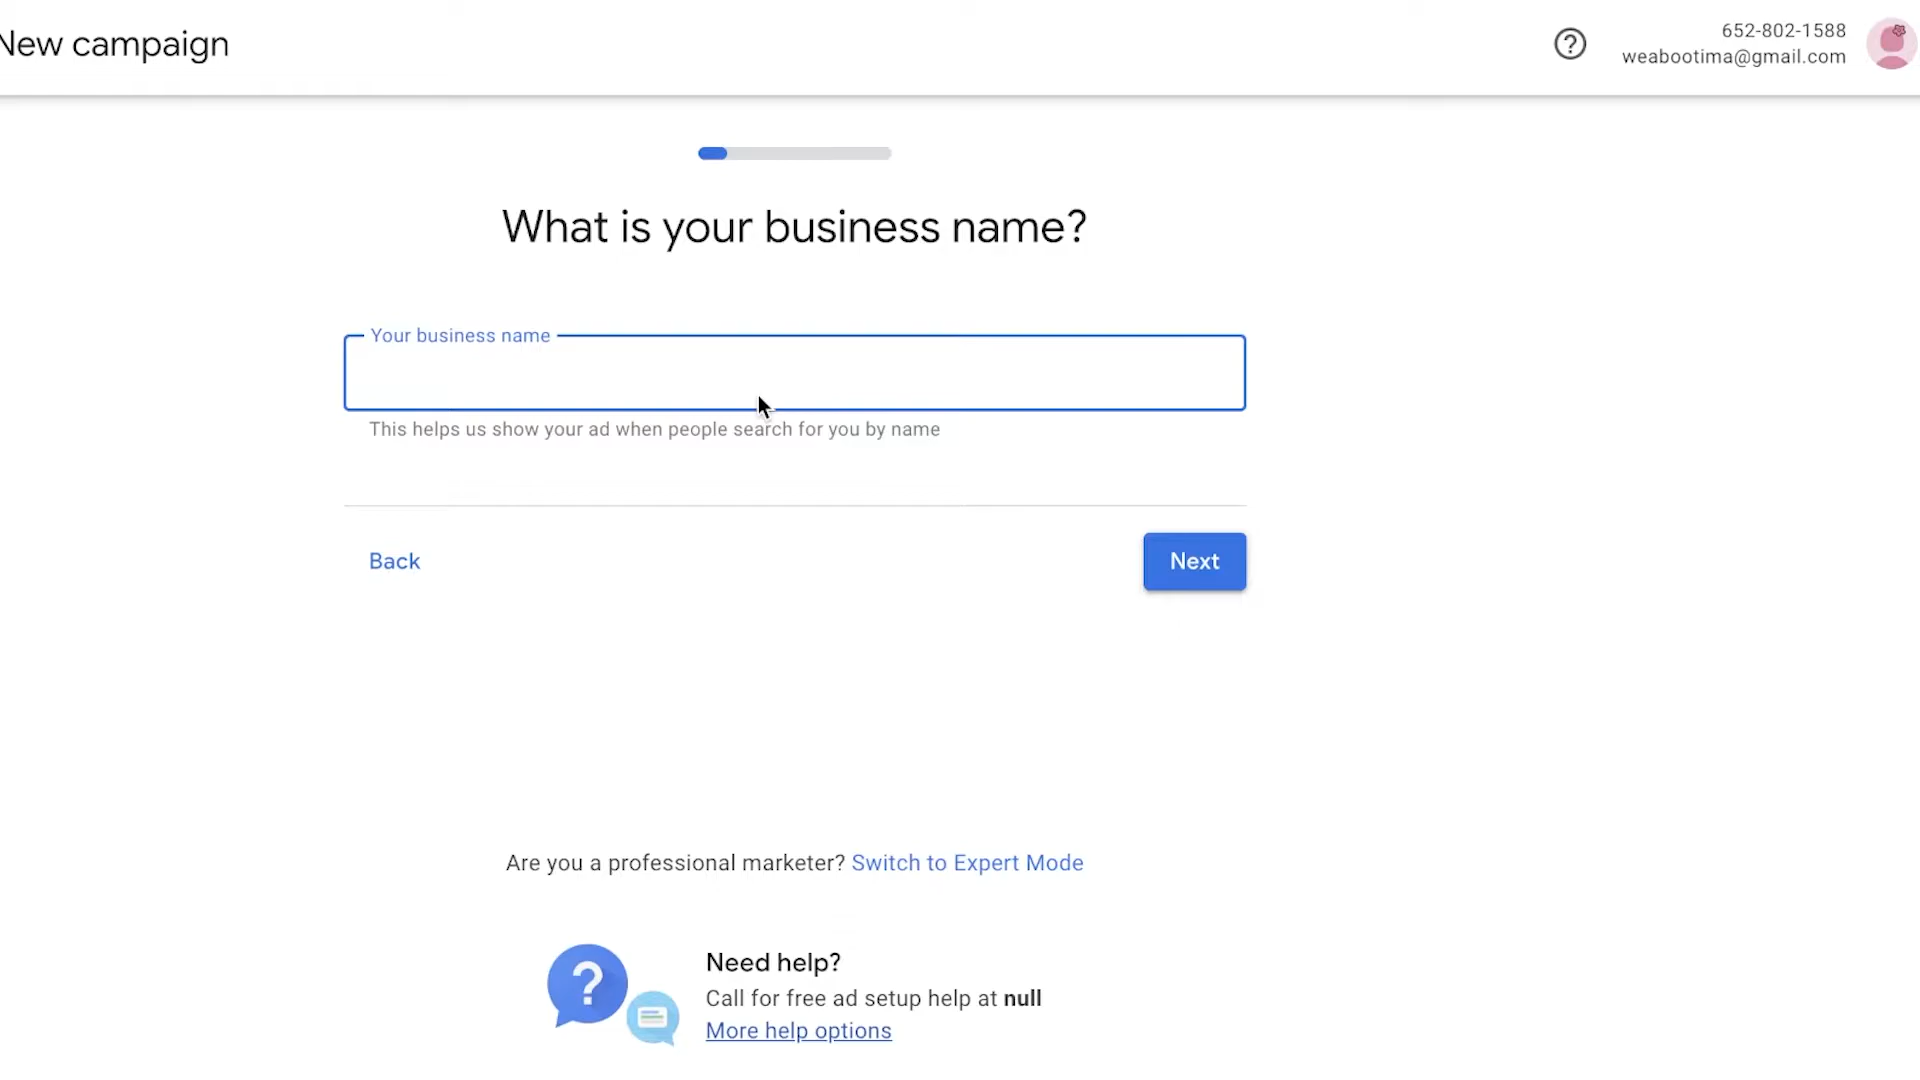 New campaign
652-802-1588
weabootima@gmail.com
What is your business name?
Your business name
This helps us show your ad when people search for you by name
Back
Next
Are you a professional marketer? Switch to Expert Mode
Need help?
Call for free ad setup help at null
More help options